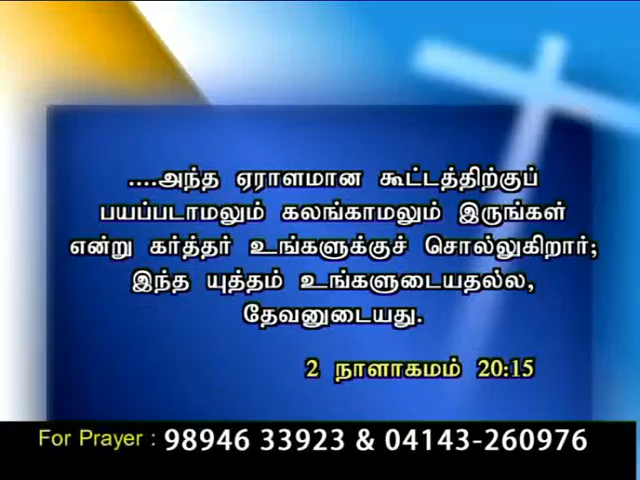 ....அந்த ஏராளமான கூட்டத்திற்குப்
பயப்படாமலும் கலங்காமலும் இருங்கள்
என்று கர்த்தர் உங்களுக்குச் சொல்லுகிறார்;
இந்த யுத்தம் உங்களுடையதல்ல,
தேவனுடையது.
2 நாளாகமம் 20:15
For Prayer : 98946 33923 & 04143-260976